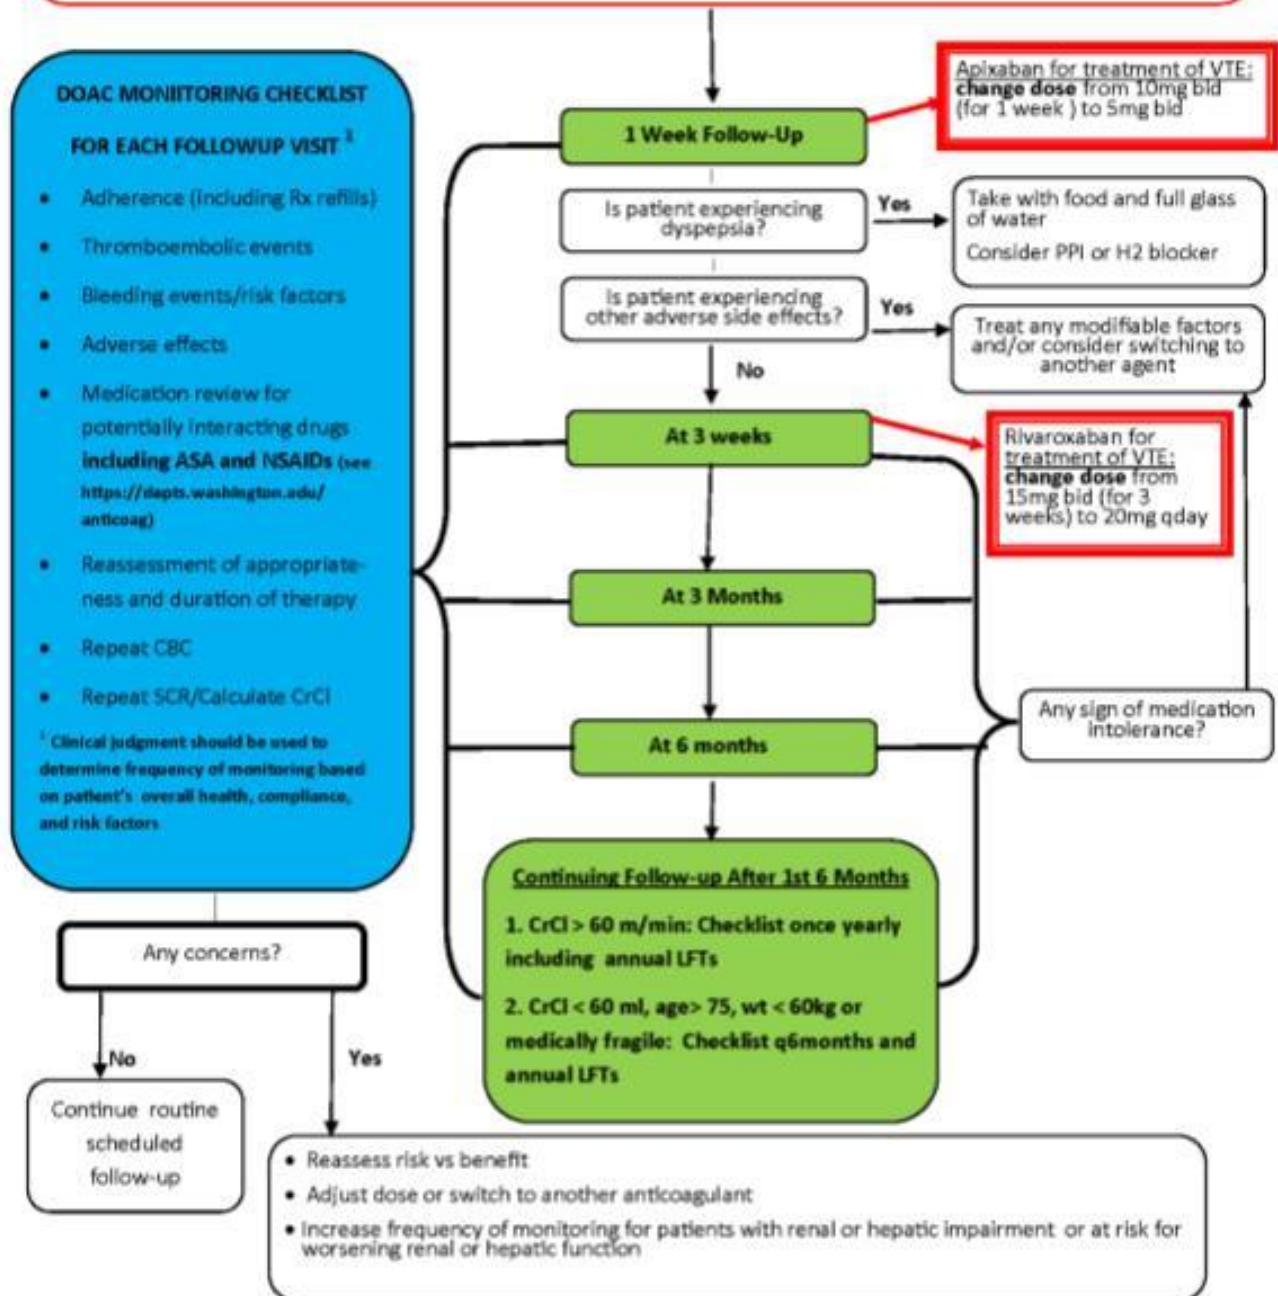 DOAC MONIITORING CHECKLIST
FOR EACH FOLLOWUP VISIT 1
• Adherence (including Rx refills)
• Thromboembolic events
• Bleeding events/risk factors
• Adverse effects
• Medication review for
potentially interacting drugs
including ASA and NSAIDs (see
https://depts.washington.edu/
anticoag)
• Reassessment of appropriate-
ness and duration of therapy
• Repeat CBC
• Repeat SCR/Calculate CrCl
1 Clinical judgment should be used to
determine frequency of monitoring based
on patient's overall health, compliance,
and risk factors
Any concerns?
No
Yes
Continue routine
scheduled
follow-up
• Reassess risk vs benefit
• Adjust dose or switch to another anticoagulant
• Increase frequency of monitoring for patients with renal or hepatic impairment or at risk for
worsening renal or hepatic function
1 Week Follow-Up
Apixaban for treatment of VTE:
change dose from 10mg bid
(for 1 week ) to 5mg bid
Is patient experiencing
dyspepsia?
Yes
Take with food and full glass
of water
Consider PPI or H2 blocker
Is patient experiencing
other adverse side effects?
Yes
Treat any modifiable factors
and/or consider switching to
another agent
No
At 3 weeks
Rivaroxaban for
treatment of VTE:
change dose from
15mg bid (for 3
weeks) to 20mg qday
At 3 Months
At 6 months
Any sign of medication
intolerance?
Continuing Follow-up After 1st 6 Months
1. CrCl > 60 m/min: Checklist once yearly
including annual LFTs
2. CrCl < 60 ml, age> 75, wt < 60kg or
medically fragile: Checklist q6months and
annual LFTs